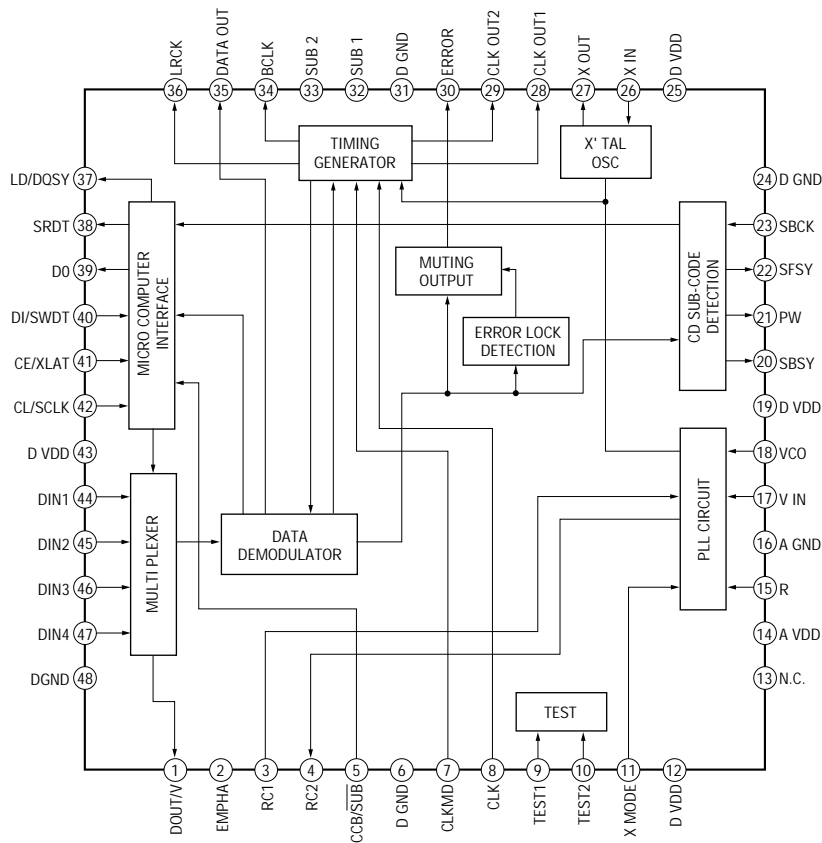 LRCK
DATA OUT
BCLK
SUB 2
SUB 1
D GND
ERROR
CLK OUT2
CLK OUT1
X OUT
X IN
D VDD
36
35
34
33
32
31
30
29
28
27
26
25
TIMING
GENERATOR
X' TAL
OSC
LD/DQSY 37
24 D GND
SRDT 38
23 SBCK
D0 39
22 SFSY
DI/SWDT 40
21 PW
CE/XLAT 41
20 SBSY
CL/SCLK 42
19 D VDD
D VDD 43
18 VCO
DIN1 44
17 V IN
DIN2 45
16 A GND
DIN3 46
15 R
DIN4 47
14 A VDD
DGND 48
13 N.C.
MICRO COMPUTER
INTERFACE
MUTING
OUTPUT
ERROR LOCK
DETECTION
CD SUB-CODE
DETECTION
MULTI PLEXER
DATA
DEMODULATOR
PLL CIRCUIT
TEST
1
2
3
4
5
6
7
8
9
10
11
12
DOUT/V
EMPHA
RC1
RC2
CCB/SUB
D GND
CLKMD
CLK
TEST1
TEST2
X MODE
D VDD